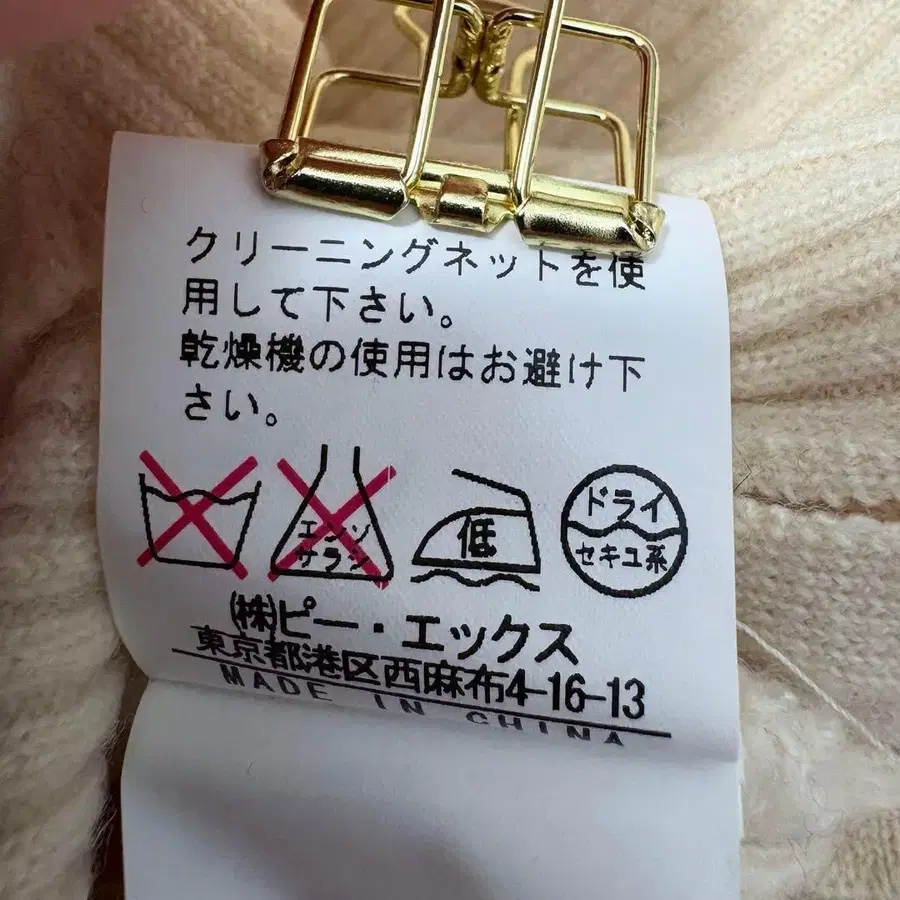 クリーニングネットを使
用して下さい。
乾燥機の使用はお避け下
さい。
エンソ
サラシ
低
ドライ
セキユ系
(株)ピー・エックス
東京都港区西麻布4-16-13
MADE IN CHINA